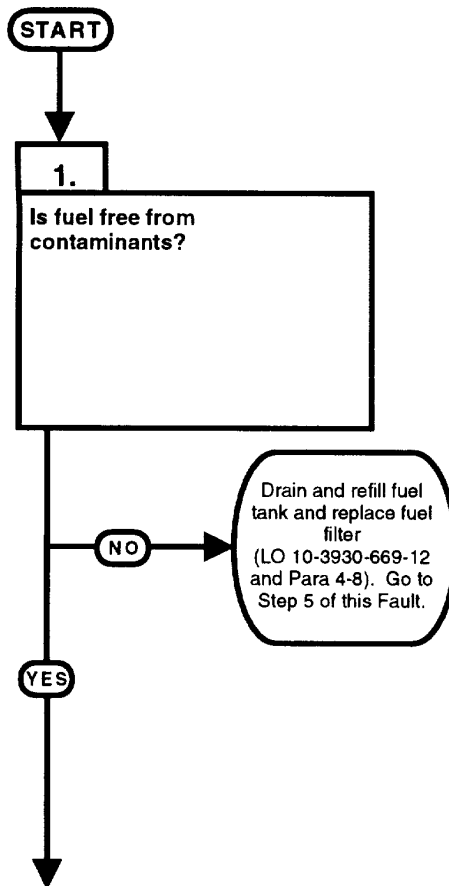 START
1.
Is fuel free from
contaminants?
Drain and refill fuel
tank and replace fuel
filter
(LO 10-3930-669-12
and Para 4-8). Go to
Step 5 of this Fault.
NO
YES